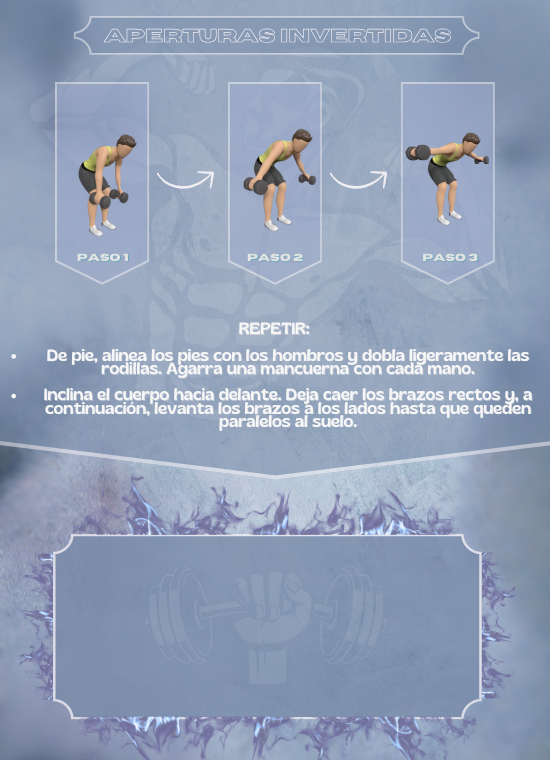 APERTURAS INVERTIDAS
PASO 1
PASO 2
PASO 3
REPETIR:
• De pie, alinea los pies con los hombros y dobla ligeramente las
rodillas. Agarra una mancuerna con cada mano.
• Inclina el cuerpo hacia delante. Deja caer los brazos rectos y, a
continuación, levanta los brazos a los lados hasta que queden
paralelos al suelo.